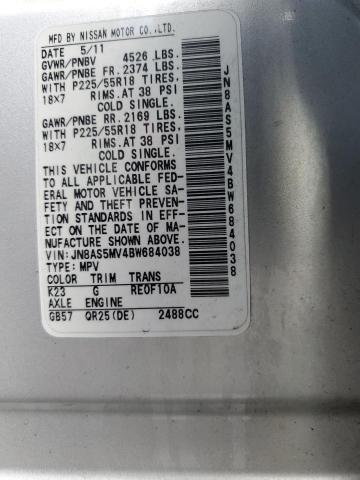 MFD BY NISSAN MOTOR CO.,LTD.
DATE 5/11
GVWR/PNBV 4526 LBS.
GAWR/PNBE FR. 2374 LBS.
WITH P225/55R18 TIRES,
18X7 RIMS.AT 38 PSI
COLD SINGLE.
GAWR/PNBE RR. 2169 LBS.
WITH P225/55R18 TIRES,
18X7 RIMS.AT 38 PSI
COLD SINGLE.
THIS VEHICLE CONFORMS
TO ALL APPLICABLE FED-
ERAL MOTOR VEHICLE SA-
FETY AND THEFT PREVEN-
TION STANDARDS IN EFF-
ECT ON THE DATE OF MA-
NUFACTURE SHOWN ABOVE.
VIN:JN8AS5MV4BW684038
TYPE:MPV
COLOR TRIM TRANS
K23 G RE0F10A
AXLE ENGINE
GB57 QR25(DE) 2488CC
JN8AS5MV4BW684038